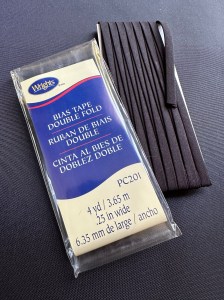 Wrights
BIAS TAPE
DOUBLE FOLD
RUBAN DE BIAIS
DOUBLE
CINTA AL BIES DE
DOBLEZ DOBLE
PC201
4 yd / 3.65 m
.25 in wide
6.35 mm de large / ancho